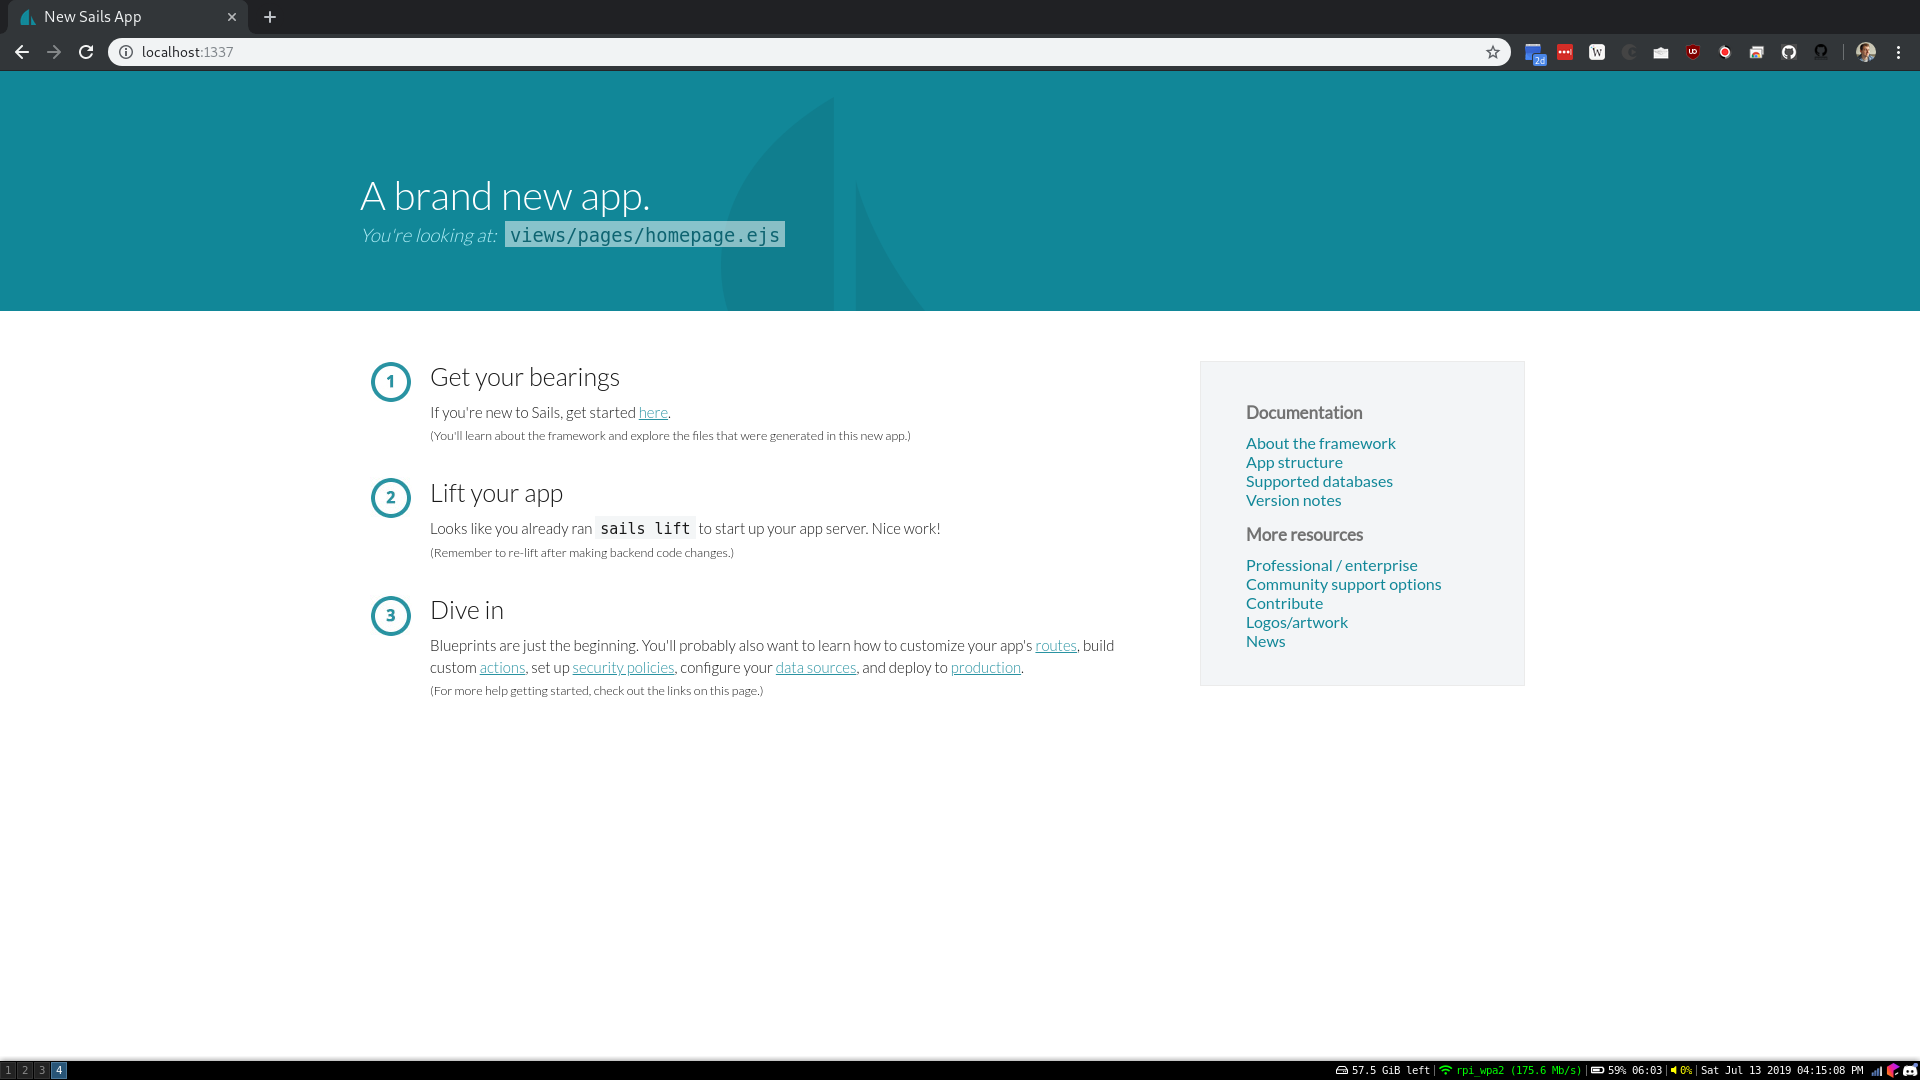 New Sails App
localhost:1337
2d
W
A brand new app.
You're looking at: views/pages/homepage.ejs
1
Get your bearings
If you're new to Sails, get started here.
(You'll learn about the framework and explore the files that were generated in this new app.)
2
Lift your app
Looks like you already ran sails lift to start up your app server. Nice work!
(Remember to re-lift after making backend code changes.)
3
Dive in
Blueprints are just the beginning. You'll probably also want to learn how to customize your app's routes, build
custom actions, set up security policies, configure your data sources, and deploy to production.
(For more help getting started, check out the links on this page.)
Documentation
About the framework
App structure
Supported databases
Version notes
More resources
Professional / enterprise
Community support options
Contribute
Logos/artwork
News
1 2 3 4
57.5 GiB left | rpi_wpa2 (175.6 Mb/s) | 59% 06:03 | 0% | Sat Jul 13 2019 04:15:08 PM